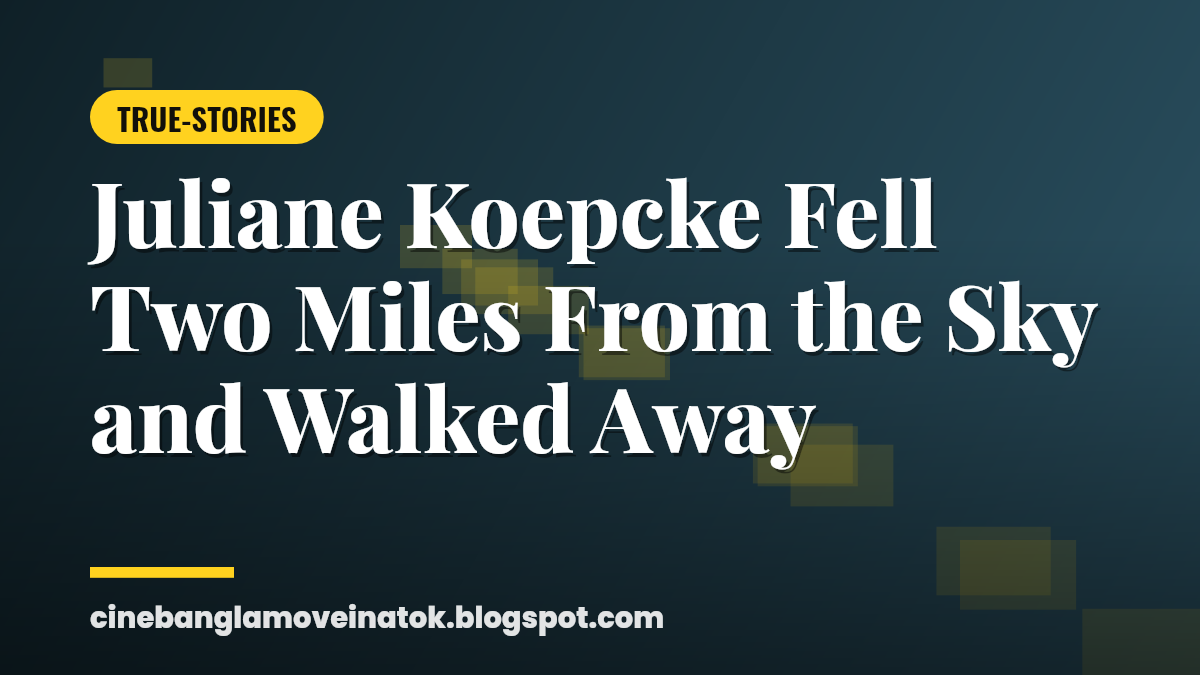 TRUE-STORIES
Juliane Koepcke Fell
Two Miles From the Sky
and Walked Away
cinebanglamoveinatok.blogspot.com